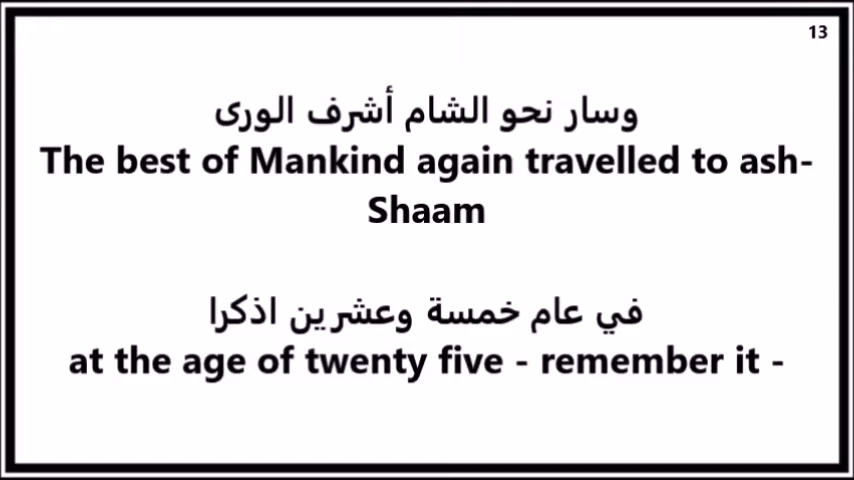 13
وسار نحو الشام أشرف الورى
The best of Mankind again travelled to ash-
Shaam
في عام خمسة وعشرين اذكرا
at the age of twenty five - remember it -